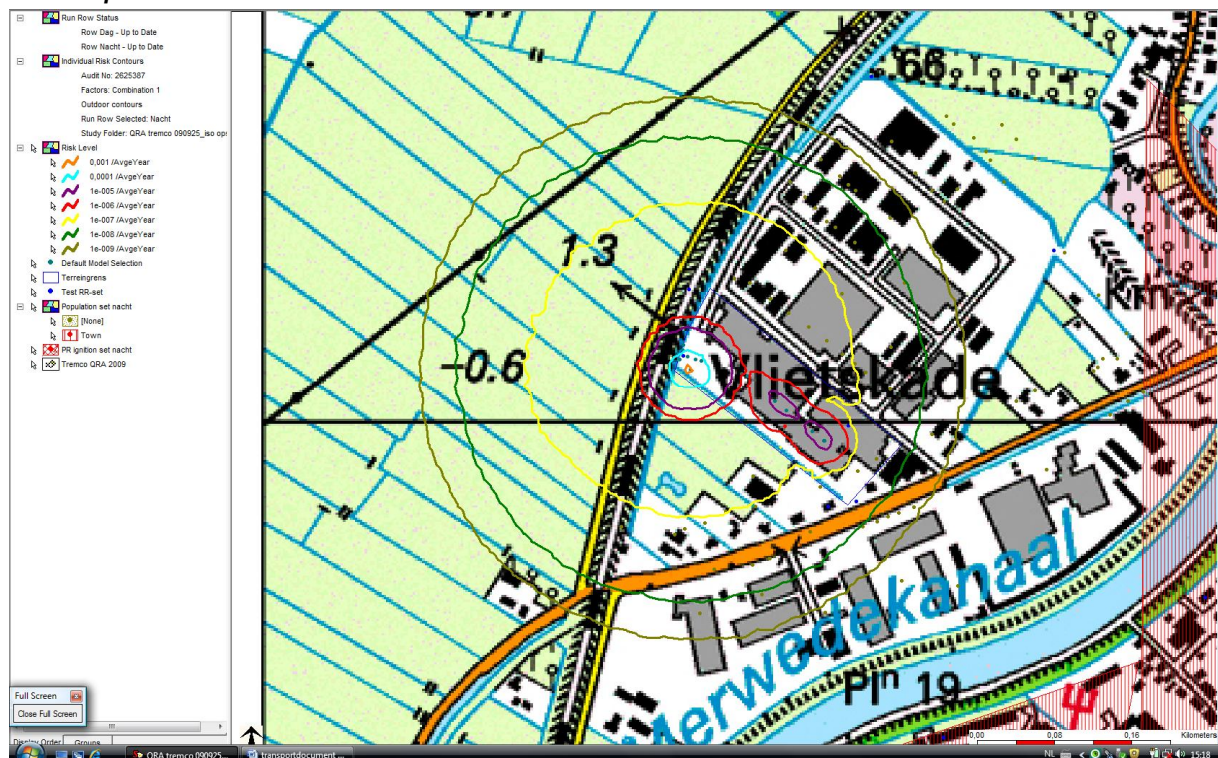 Run Row Status
Row Dag - Up to Date
Row Nacht - Up to Date
Individual Risk Contours
Audit No: 2625387
Factors: Combination 1
Outdoor contours
Run Row Selected: Nacht
Study Folder: QRA tremco 090925_iso op
Risk Level
0,001 /AvgeYear
0,0001 /AvgeYear
1e-005 /AvgeYear
1e-006 /AvgeYear
1e-007 /AvgeYear
1e-008 /AvgeYear
1e-009 /AvgeYear
Default Model Selection
Terreingrens
Test RR-set
Population set nacht
[None]
Town
PR ignition set nacht
Tremco QRA 2009
.66
1.3
-0.6
Km
Vlietskade
Merwedekanaal
Plⁿ 19
Full Screen
Close Full Screen
Display Order Groups
0,00 0,08 0,16 Kilometers
QRA tremco 090925...
transportdocument ...
NL
15:18